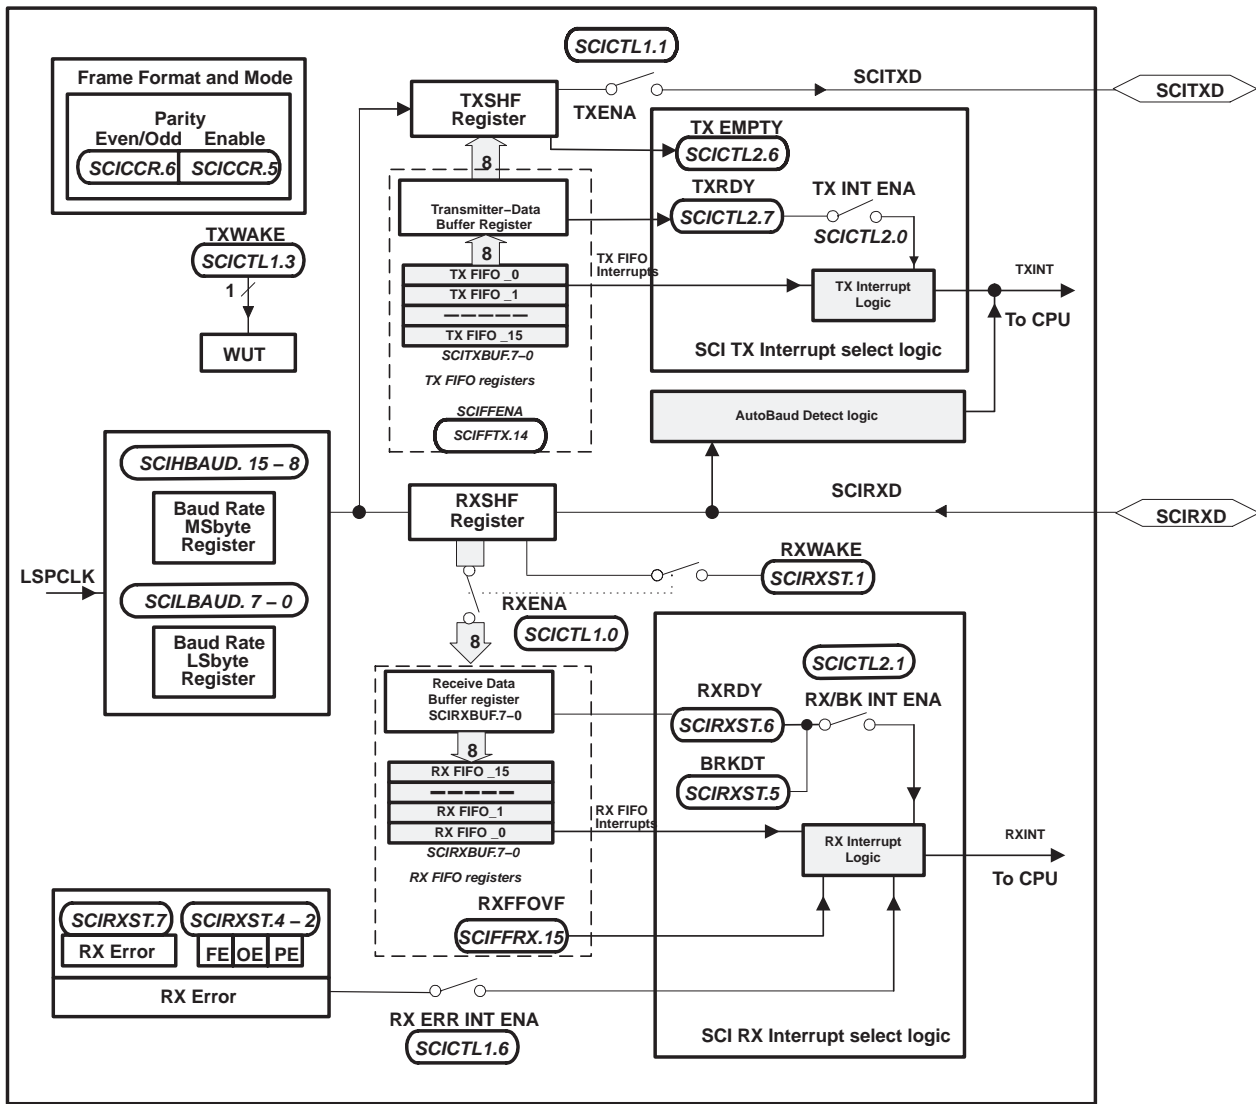 SCICTL1.1
Frame Format and Mode
Parity
Even/Odd Enable
SCICCR.6 SCICCR.5
TXSHF
Register
TXENA
SCITXD
SCITXD
TX EMPTY
SCICTL2.6
8
TXRDY
TX INT ENA
SCICTL2.7
SCICTL2.0
Transmitter–Data
Buffer Register
8
TXWAKE
SCICTL1.3
1
WUT
TX FIFO _0
TX FIFO _1
– – – – –
TX FIFO _15
SCITXBUF.7–0
TX FIFO registers
SCIFFENA
SCIFFTX.14
TX FIFO
Interrupts
TX Interrupt
Logic
TXINT
To CPU
SCI TX Interrupt select logic
AutoBaud Detect logic
SCIHBAUD. 15 – 8
Baud Rate
MSbyte
Register
LSPCLK
SCILBAUD. 7 – 0
Baud Rate
LSbyte
Register
RXSHF
Register
SCIRXD
SCIRXD
RXWAKE
SCIRXST.1
RXENA
SCICTL1.0
8
Receive Data
Buffer register
SCIRXBUF.7–0
8
RX FIFO _15
– – – – –
RX FIFO_1
RX FIFO _0
SCIRXBUF.7–0
RX FIFO registers
RXFFOVF
SCIFFRX.15
SCICTL2.1
RXRDY
RX/BK INT ENA
SCIRXST.6
BRKDT
SCIRXST.5
RX FIFO
Interrupts
RX Interrupt
Logic
RXINT
To CPU
SCI RX Interrupt select logic
SCIRXST.7 SCIRXST.4 – 2
RX Error FE OE PE
RX Error
RX ERR INT ENA
SCICTL1.6